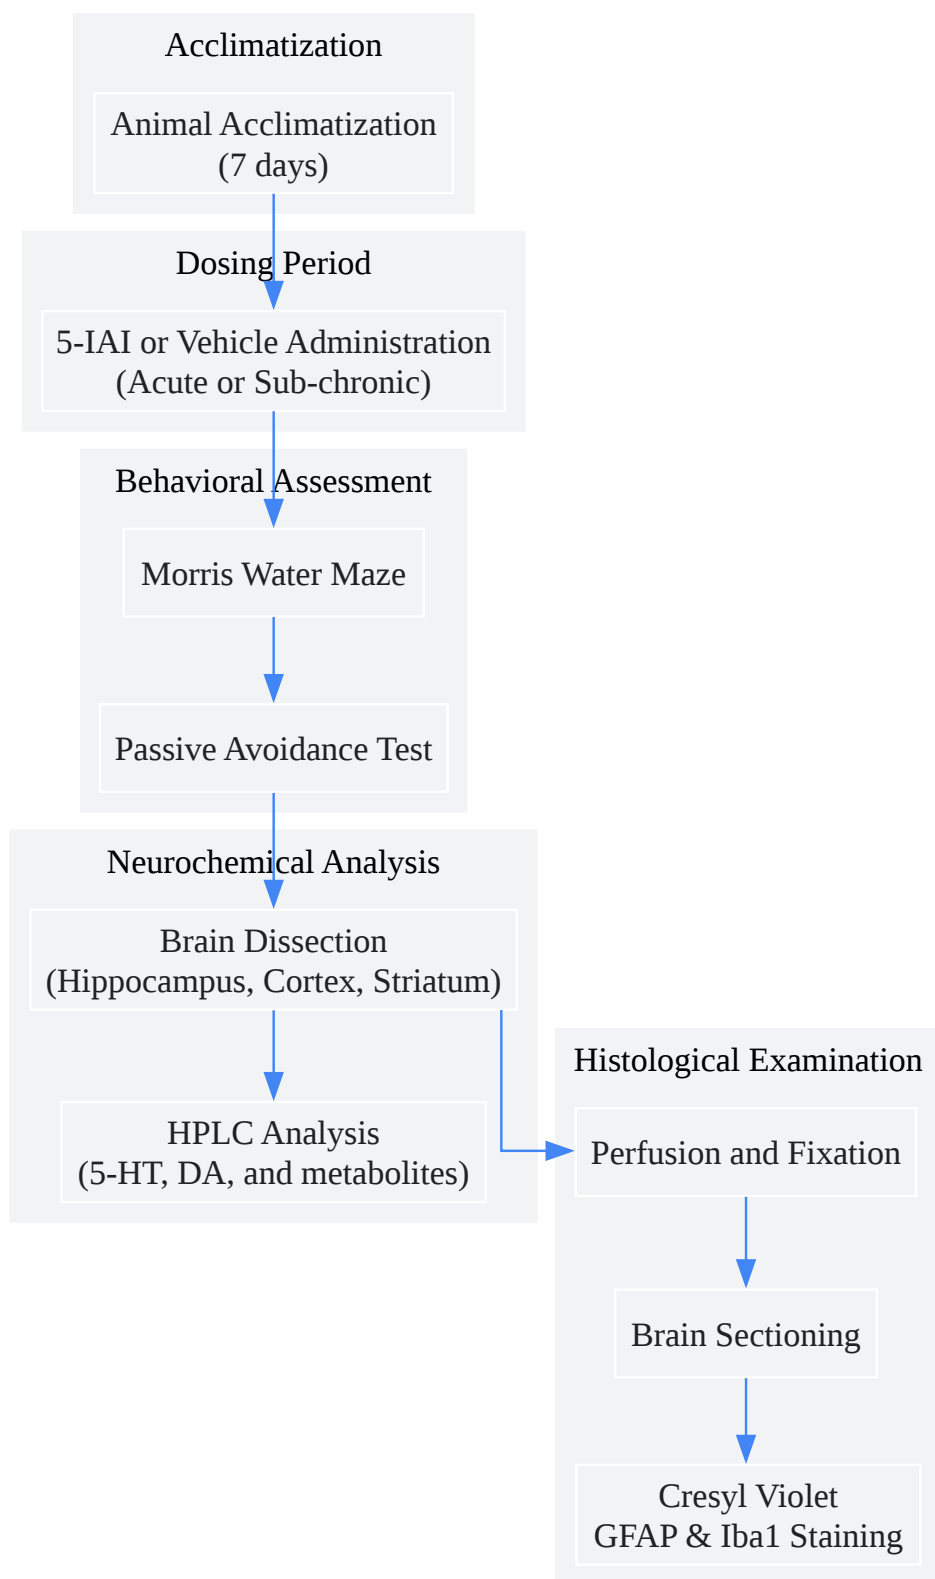 Acclimatization
Animal Acclimatization
(7 days)
Dosing Period
5-IAI or Vehicle Administration
(Acute or Sub-chronic)
Behavioral Assessment
Morris Water Maze
Passive Avoidance Test
Neurochemical Analysis
Brain Dissection
(Hippocampus, Cortex, Striatum)
HPLC Analysis
(5-HT, DA, and metabolites)
Histological Examination
Perfusion and Fixation
Brain Sectioning
Cresyl Violet
GFAP & Iba1 Staining